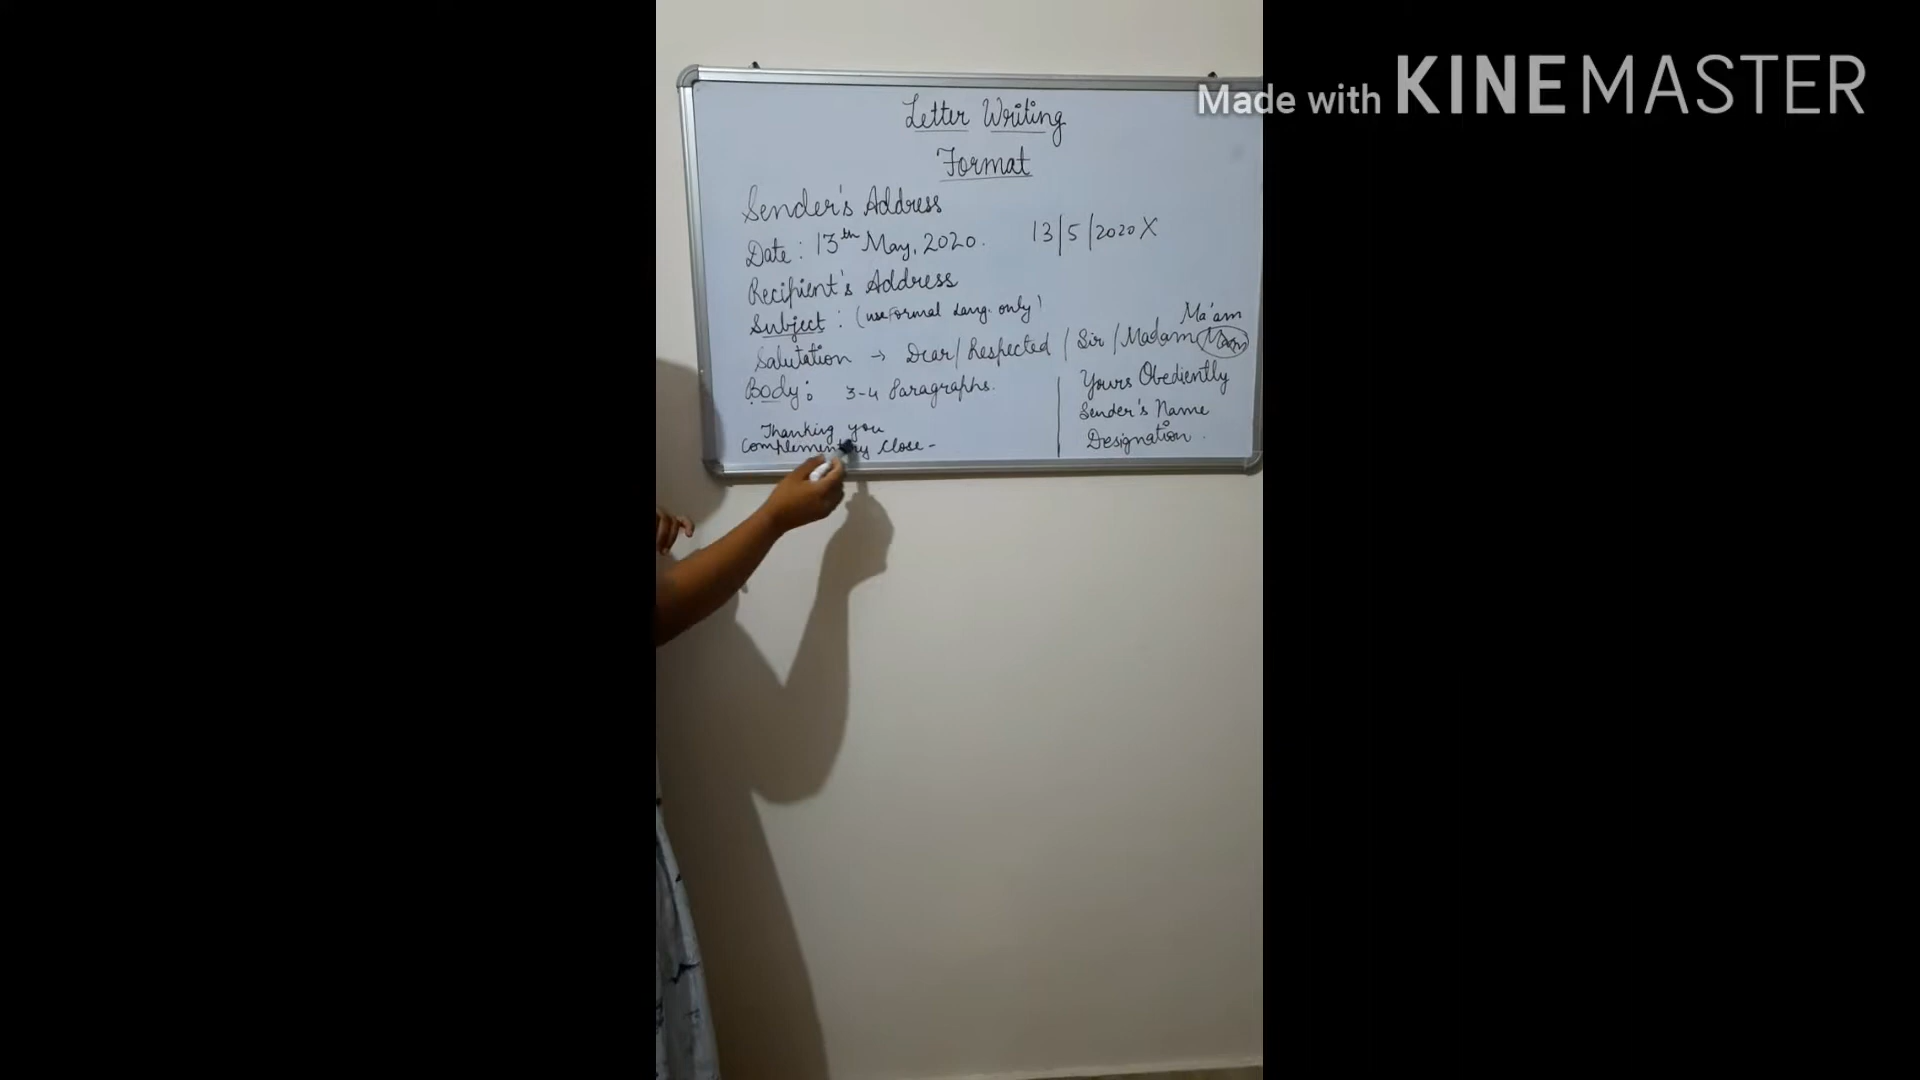 Made with KINEMASTER
Letter Writing
Format
Sender's Address
Date: 13th May, 2020. 13/5/2020 X
Recipient's Address
Subject: (use formal Lang. only)
Ma'am
Salutation → Dear/Respected / Sir/Madam
Body: 3-4 Paragraphs.
Thanking you
Complementary Close -
Yours Obediently
Sender's Name
Designation.